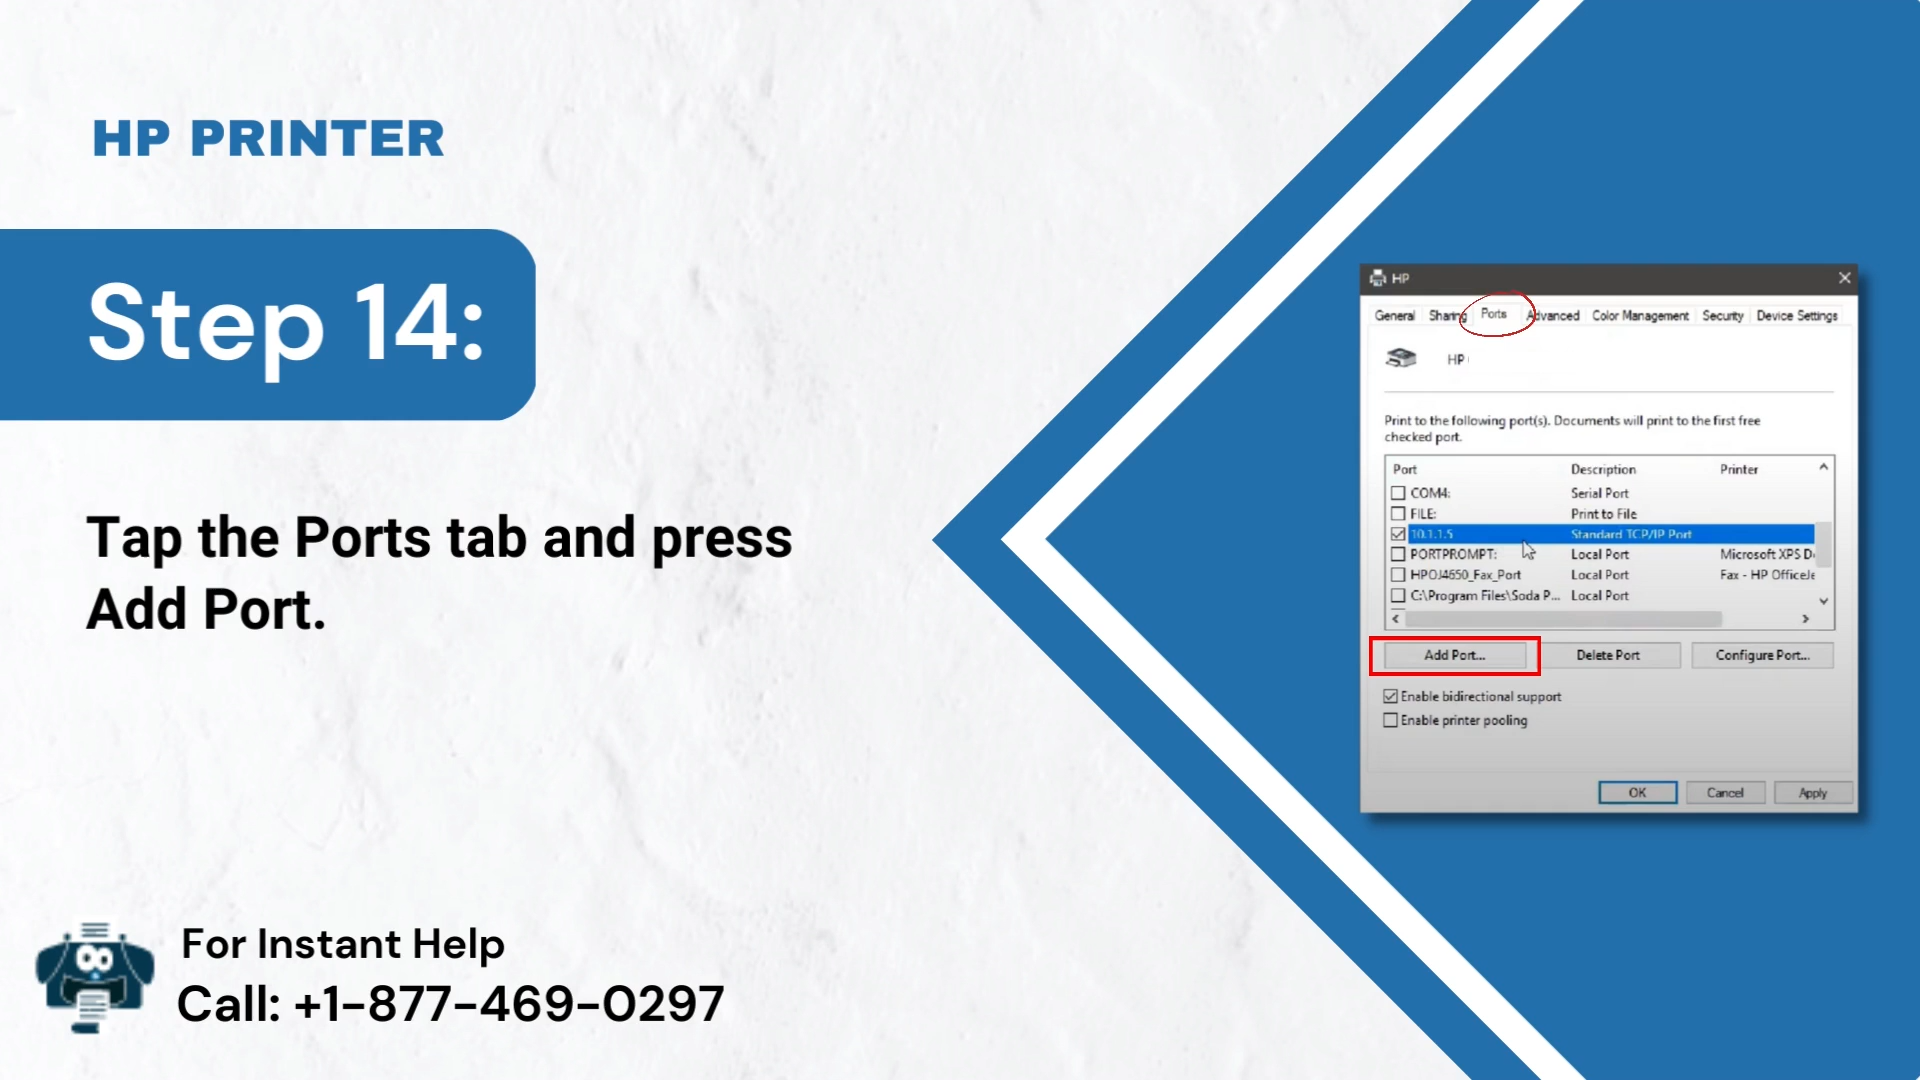 HP PRINTER
Step 14:
Tap the Ports tab and press
Add Port.
For Instant Help
Call: +1-877-469-0297
HP
General Sharing Ports Advanced Color Management Security Device Settings
HP
Print to the following port(s). Documents will print to the first free
checked port.
Port Description Printer
COM4: Serial Port
FILE: Print to File
10.1.1.5 Standard TCP/IP Port
PORTPROMPT: Local Port Microsoft XPS D
HPOJ4650_Fax_Port Local Port Fax - HP OfficeJe
C:\Program Files\Soda P... Local Port
Add Port... Delete Port Configure Port...
Enable bidirectional support
Enable printer pooling
OK Cancel Apply